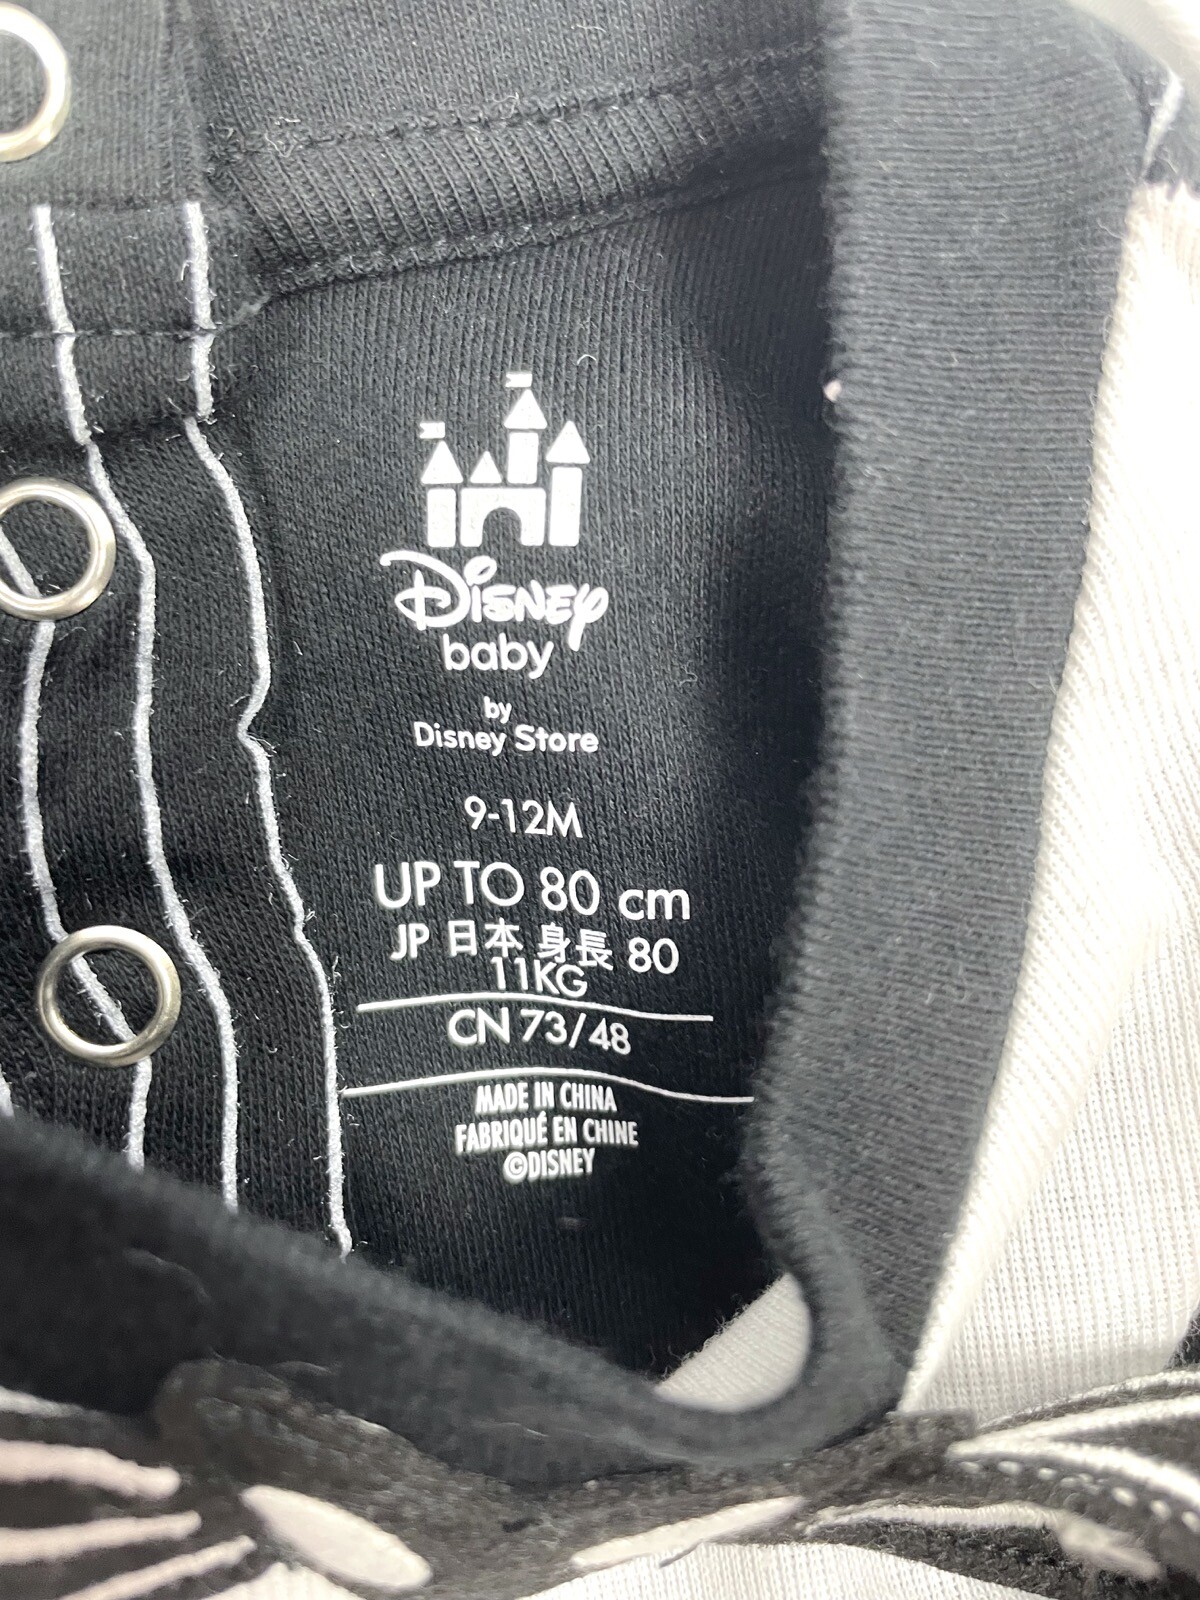 Disney
baby
by
Disney Store
9-12M
UP TO 80 cm
JP 日本 身長 80
11KG
CN 73/48
MADE IN CHINA
FABRIQUÉ EN CHINE
©DISNEY